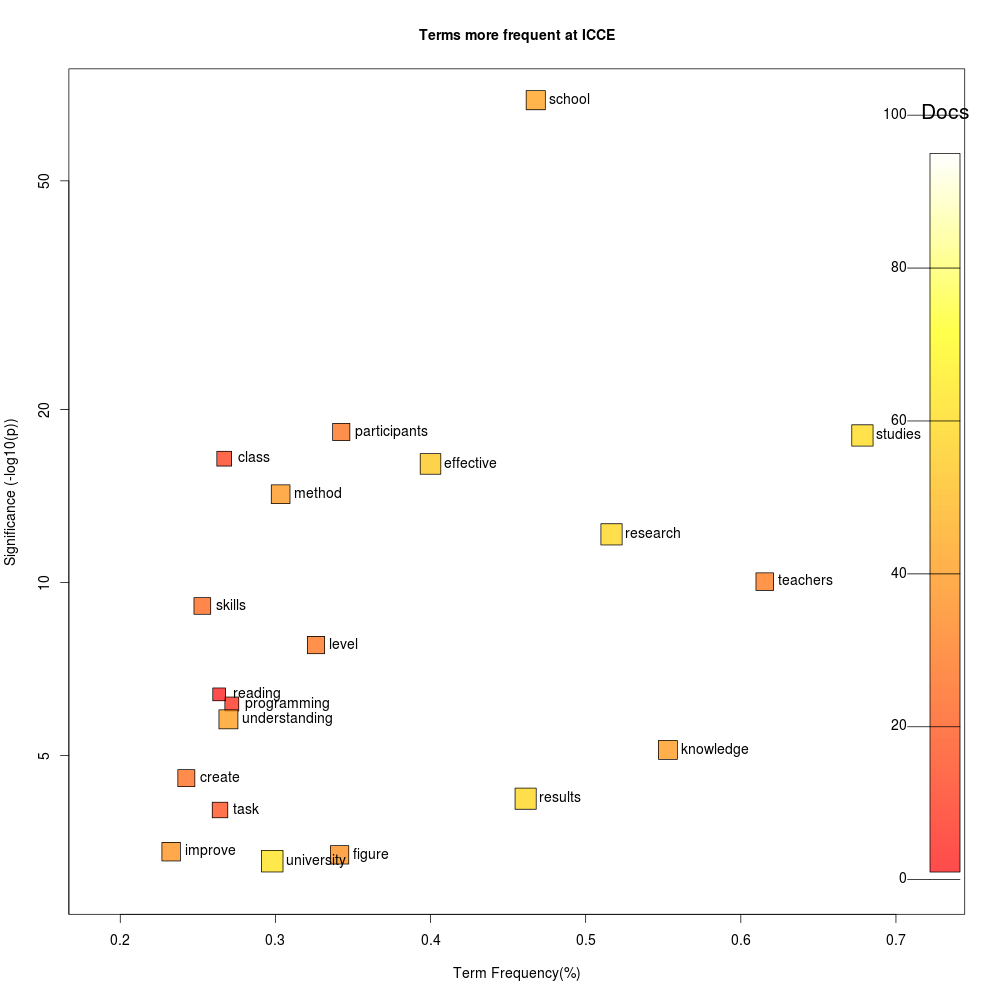 Terms more frequent at ICCE
school
100
Docs
50
80
20
participants
60
studies
class
effective
method
research
10
teachers
40
skills
level
reading
programming
understanding
20
5
knowledge
create
results
task
improve
university
figure
0
Significance (-log10(p))
0.2
0.3
0.4
0.5
0.6
0.7
Term Frequency(%)